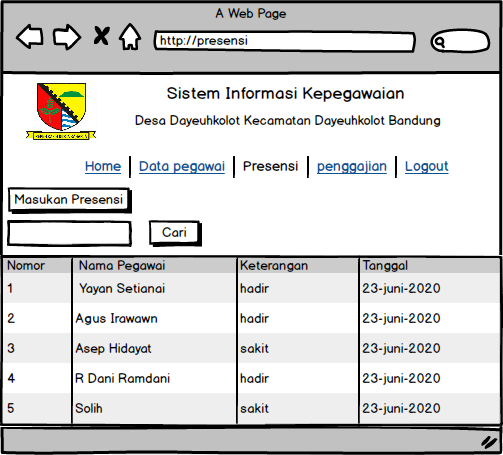 A Web Page
http://presensi
Sistem Informasi Kepegawaian
Desa Dayeuhkolot Kecamatan Dayeuhkolot Bandung
Home Data pegawai Presensi penggajian Logout
Masukan Presensi
Cari
Nomor Nama Pegawai Keterangan Tanggal
1 Yayan Setianai hadir 23-juni-2020
2 Agus Irawawn hadir 23-juni-2020
3 Asep Hidayat sakit 23-juni-2020
4 R Dani Ramdani hadir 23-juni-2020
5 Solih sakit 23-juni-2020